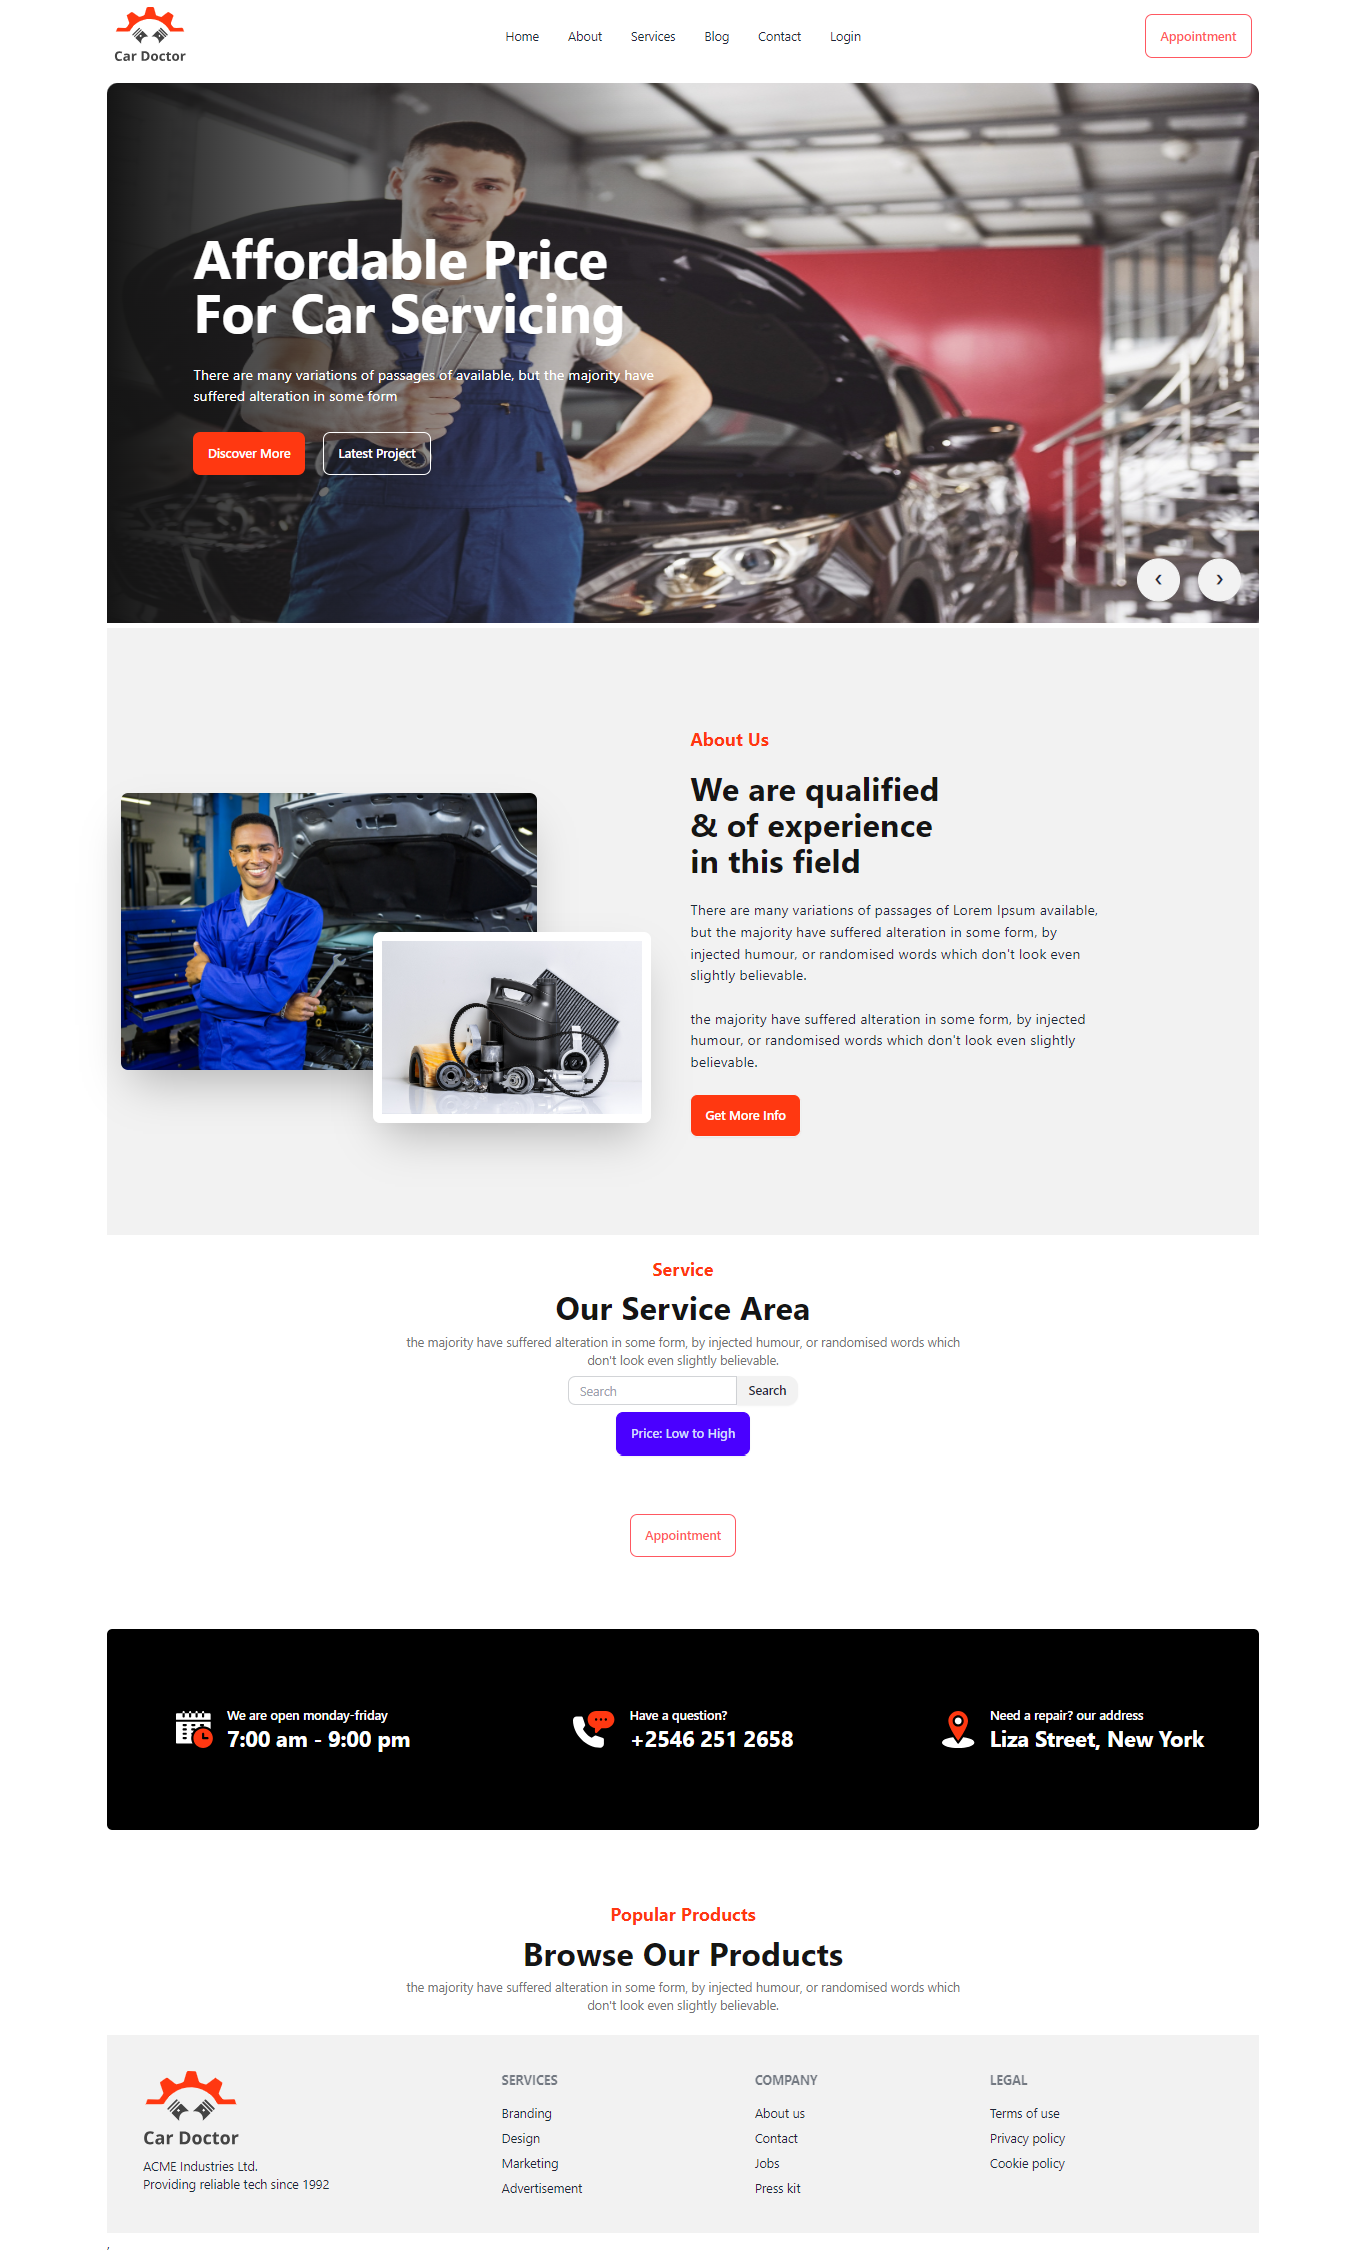 Car Doctor
Home About Services Blog Contact Login
Appointment
Affordable Price
For Car Servicing
There are many variations of passages of available, but the majority have
suffered alteration in some form
Discover More Latest Project
❮ ❯
About Us
We are qualified
& of experience
in this field
There are many variations of passages of Lorem Ipsum available,
but the majority have suffered alteration in some form, by
injected humour, or randomised words which don't look even
slightly believable.
the majority have suffered alteration in some form, by injected
humour, or randomised words which don't look even slightly
believable.
Get More Info
Service
Our Service Area
the majority have suffered alteration in some form, by injected humour, or randomised words which
don't look even slightly believable.
Search Search
Price: Low to High
Appointment
We are open monday-friday
7:00 am - 9:00 pm
Have a question?
+2546 251 2658
Need a repair? our address
Liza Street, New York
Popular Products
Browse Our Products
the majority have suffered alteration in some form, by injected humour, or randomised words which
don't look even slightly believable.
Car Doctor
ACME Industries Ltd.
Providing reliable tech since 1992
SERVICES
Branding
Design
Marketing
Advertisement
COMPANY
About us
Contact
Jobs
Press kit
LEGAL
Terms of use
Privacy policy
Cookie policy
,